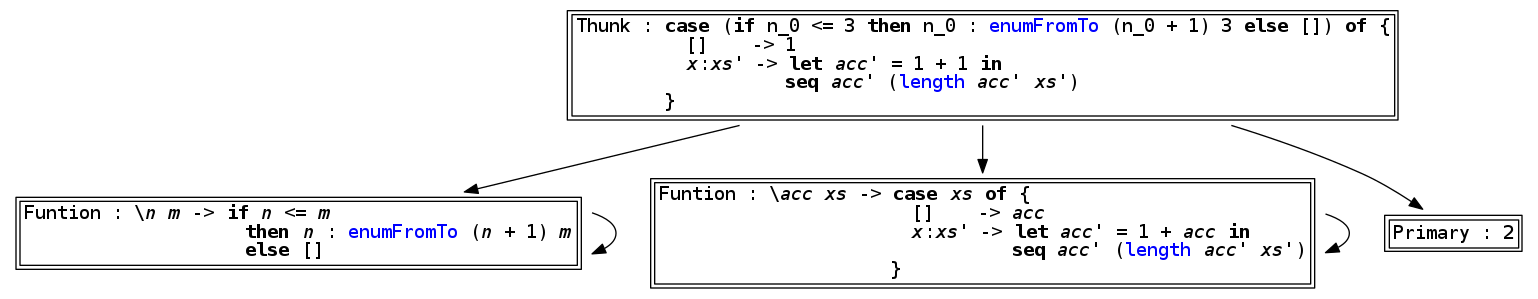 Thunk : case (if n_0 <= 3 then n_0 : enumFromTo (n_0 + 1) 3 else []) of {
[]    -> 1
x:xs' -> let acc' = 1 + 1 in
seq acc' (length acc' xs')
}
Funtion : \n m -> if n <= m
then n : enumFromTo (n + 1) m
else []
Funtion : \acc xs -> case xs of {
[]    -> acc
x:xs' -> let acc' = 1 + acc in
seq acc' (length acc' xs')
}
Primary : 2